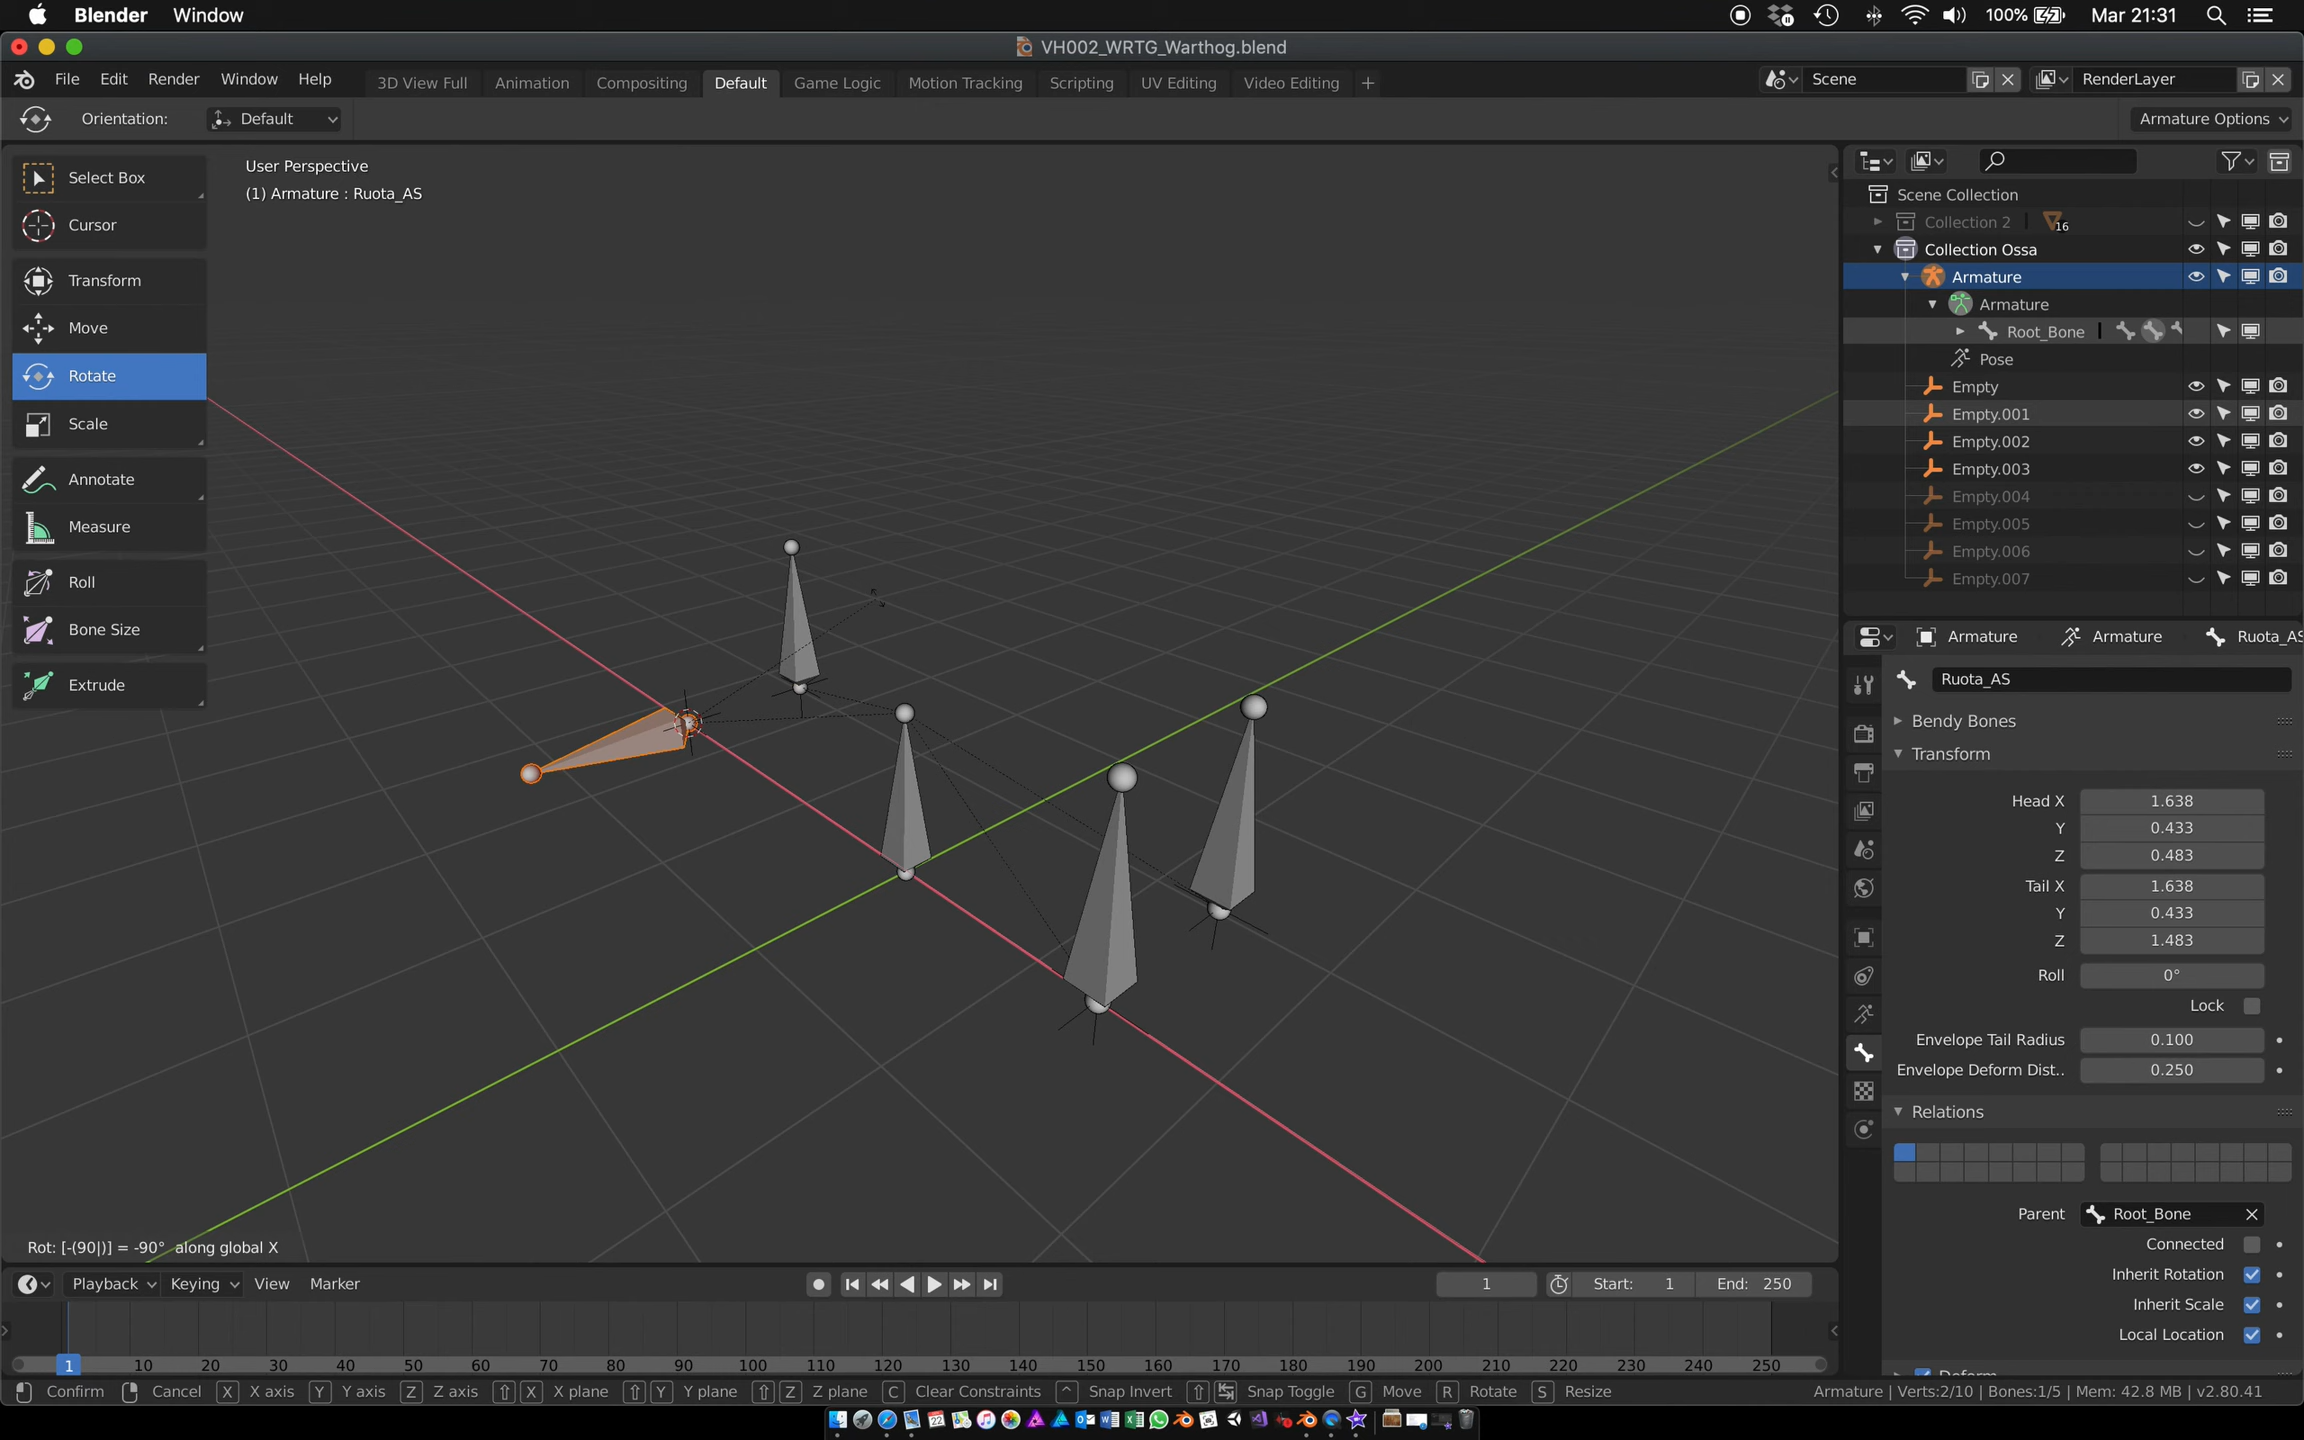 Blender Window 100% Mar 21:31
VH002_WRTG_Warthog.blend
File Edit Render Window Help 3D View Full Animation Compositing Default Game Logic Motion Tracking Scripting UV Editing Video Editing + Scene RenderLayer
Orientation: Default Armature Options
Select Box
Cursor
Transform
Move
Rotate
Scale
Annotate
Measure
Roll
Bone Size
Extrude
User Perspective
(1) Armature : Ruota_AS
Rot: [-(90|)] = -90° along global X
Scene Collection
Collection 2 16
Collection Ossa
Armature
Armature
Root_Bone
Pose
Empty
Empty.001
Empty.002
Empty.003
Empty.004
Empty.005
Empty.006
Empty.007
Armature Armature Ruota_AS
Ruota_AS
Bendy Bones
Transform
Head X 1.638
Y 0.433
Z 0.483
Tail X 1.638
Y 0.433
Z 1.483
Roll 0°
Lock
Envelope Tail Radius 0.100
Envelope Deform Dist.. 0.250
Relations
Parent Root_Bone
Connected
Inherit Rotation
Inherit Scale
Local Location
Deform
Playback Keying View Marker 1 Start: 1 End: 250
1 10 20 30 40 50 60 70 80 90 100 110 120 130 140 150 160 170 180 190 200 210 220 230 240 250
Confirm Cancel X X axis Y Y axis Z Z axis X X plane Y Y plane Z Z plane C Clear Constraints ^ Snap Invert Snap Toggle G Move R Rotate S Resize Armature | Verts:2/10 | Bones:1/5 | Mem: 42.8 MB | v2.80.41
22